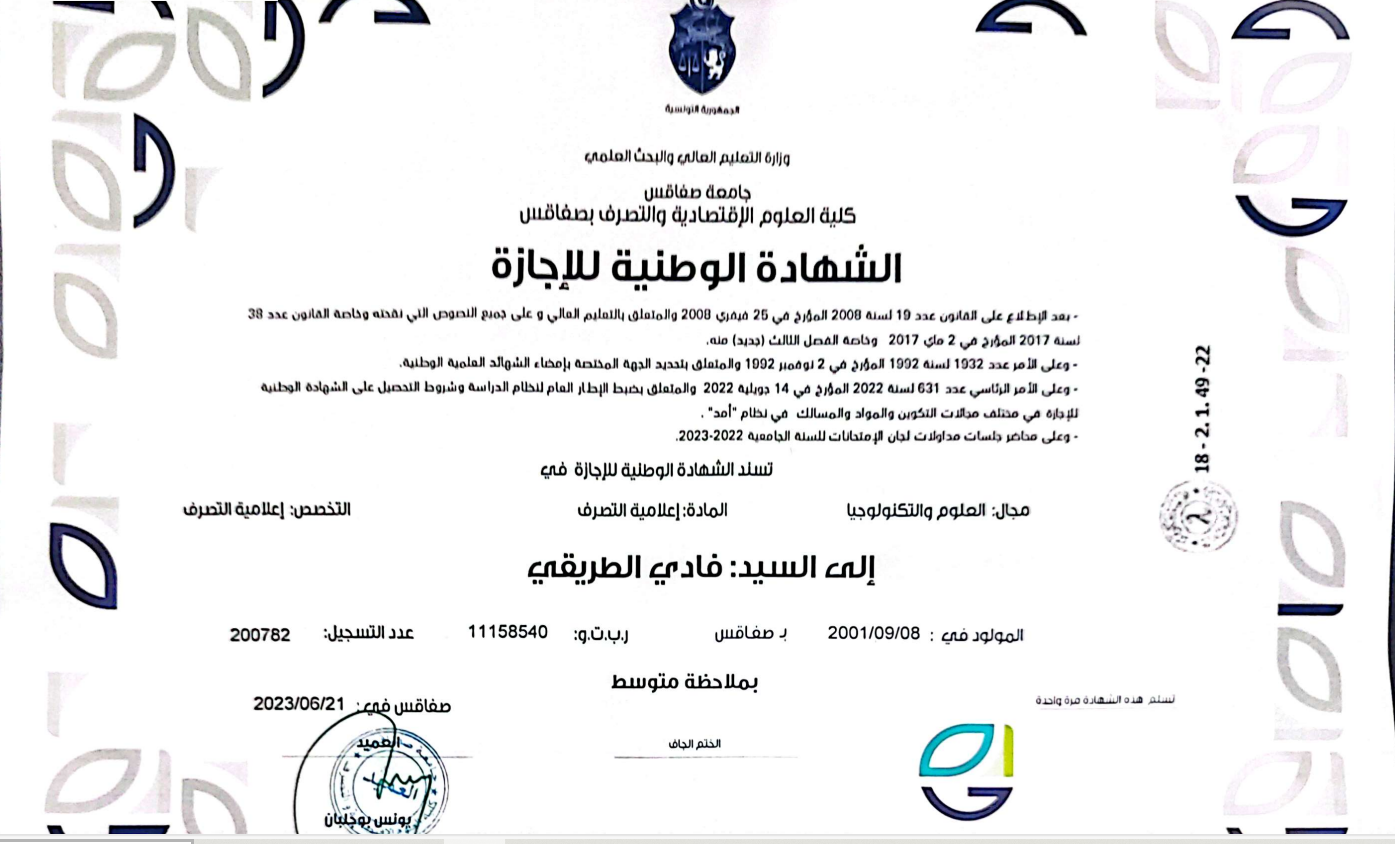 الجمهورية التونسية
وزارة التعليم العالي والبحث العلمي
جامعة صفاقس
كلية العلوم الإقتصادية والتصرف بصفاقس
الشهادة الوطنية للإجازة
- بعد الإطلاع على القانون عدد 19 لسنة 2008 المؤرخ في 25 فيفري 2008 والمتعلق بالتعليم العالي و على جميع النصوص التي نقحته وخاصة القانون عدد 38
لسنة 2017 المؤرخ في 2 ماي 2017 وخاصة الفصل الثالث (جديد) منه.
- وعلى الأمر عدد 1932 لسنة 1992 المؤرخ في 2 نوفمبر 1992 والمتعلق بتحديد الجهة المختصة بإمضاء الشهائد العلمية الوطنية.
- وعلى الأمر الرئاسي عدد 631 لسنة 2022 المؤرخ في 14 جويلية 2022 والمتعلق بضبط الإطار العام لنظام الدراسة وشروط التحصيل على الشهادة الوطنية
للإجازة في مختلف مجالات التكوين والمواد والمسالك في نظام "أمد" .
- وعلى محاضر جلسات مداولات لجان الإمتحانات للسنة الجامعية 2022-2023.
تسند الشهادة الوطنية للإجازة في
مجال: العلوم والتكنولوجيا المادة: إعلامية التصرف التخصص: إعلامية التصرف
إلى السيد: فادي الطريقي
المولود في : 2001/09/08 بـ صفاقس ر.ب.ت.و: 11158540 عدد التسجيل: 200782
بملاحظة متوسط
تسلم هذه الشهادة مرة واحدة
صفاقس في: 2023/06/21
الختم الجاف
العميد
يونس بوجلبان
18 - 2. 1. 49 -22